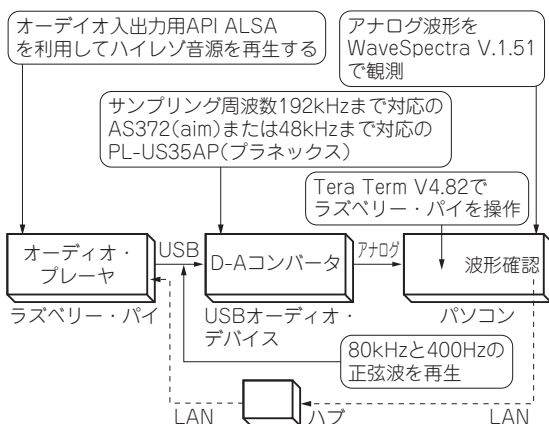 オーデイオ入出力用API ALSA
を利用してハイレゾ音源を再生する
アナログ波形を
WaveSpectra V.1.51
で観測
サンプリング周波数192kHzまで対応の
AS372(aim)または48kHzまで対応の
PL-US35AP(プラネックス)
Tera Term V4.82で
ラズベリー・パイを操作
オーディオ・
プレーヤ
USB
D-Aコンバータ
アナログ
波形確認
ラズベリー・パイ
USBオーディオ・
デバイス
パソコン
80kHzと400Hzの
正弦波を再生
LAN
ハブ
LAN